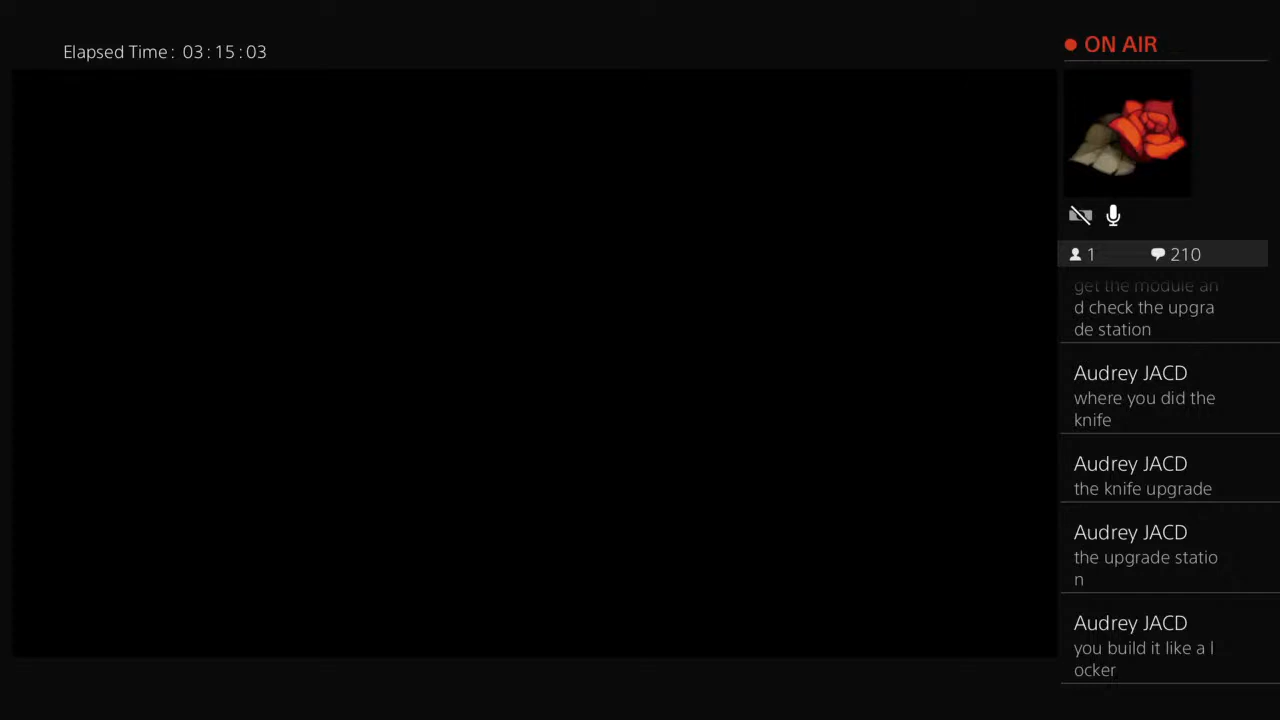 Elapsed Time: 03:15:03
ON AIR
1 210
get the module an
d check the upgra
de station
Audrey JACD
where you did the
knife
Audrey JACD
the knife upgrade
Audrey JACD
the upgrade statio
n
Audrey JACD
you build it like a l
ocker